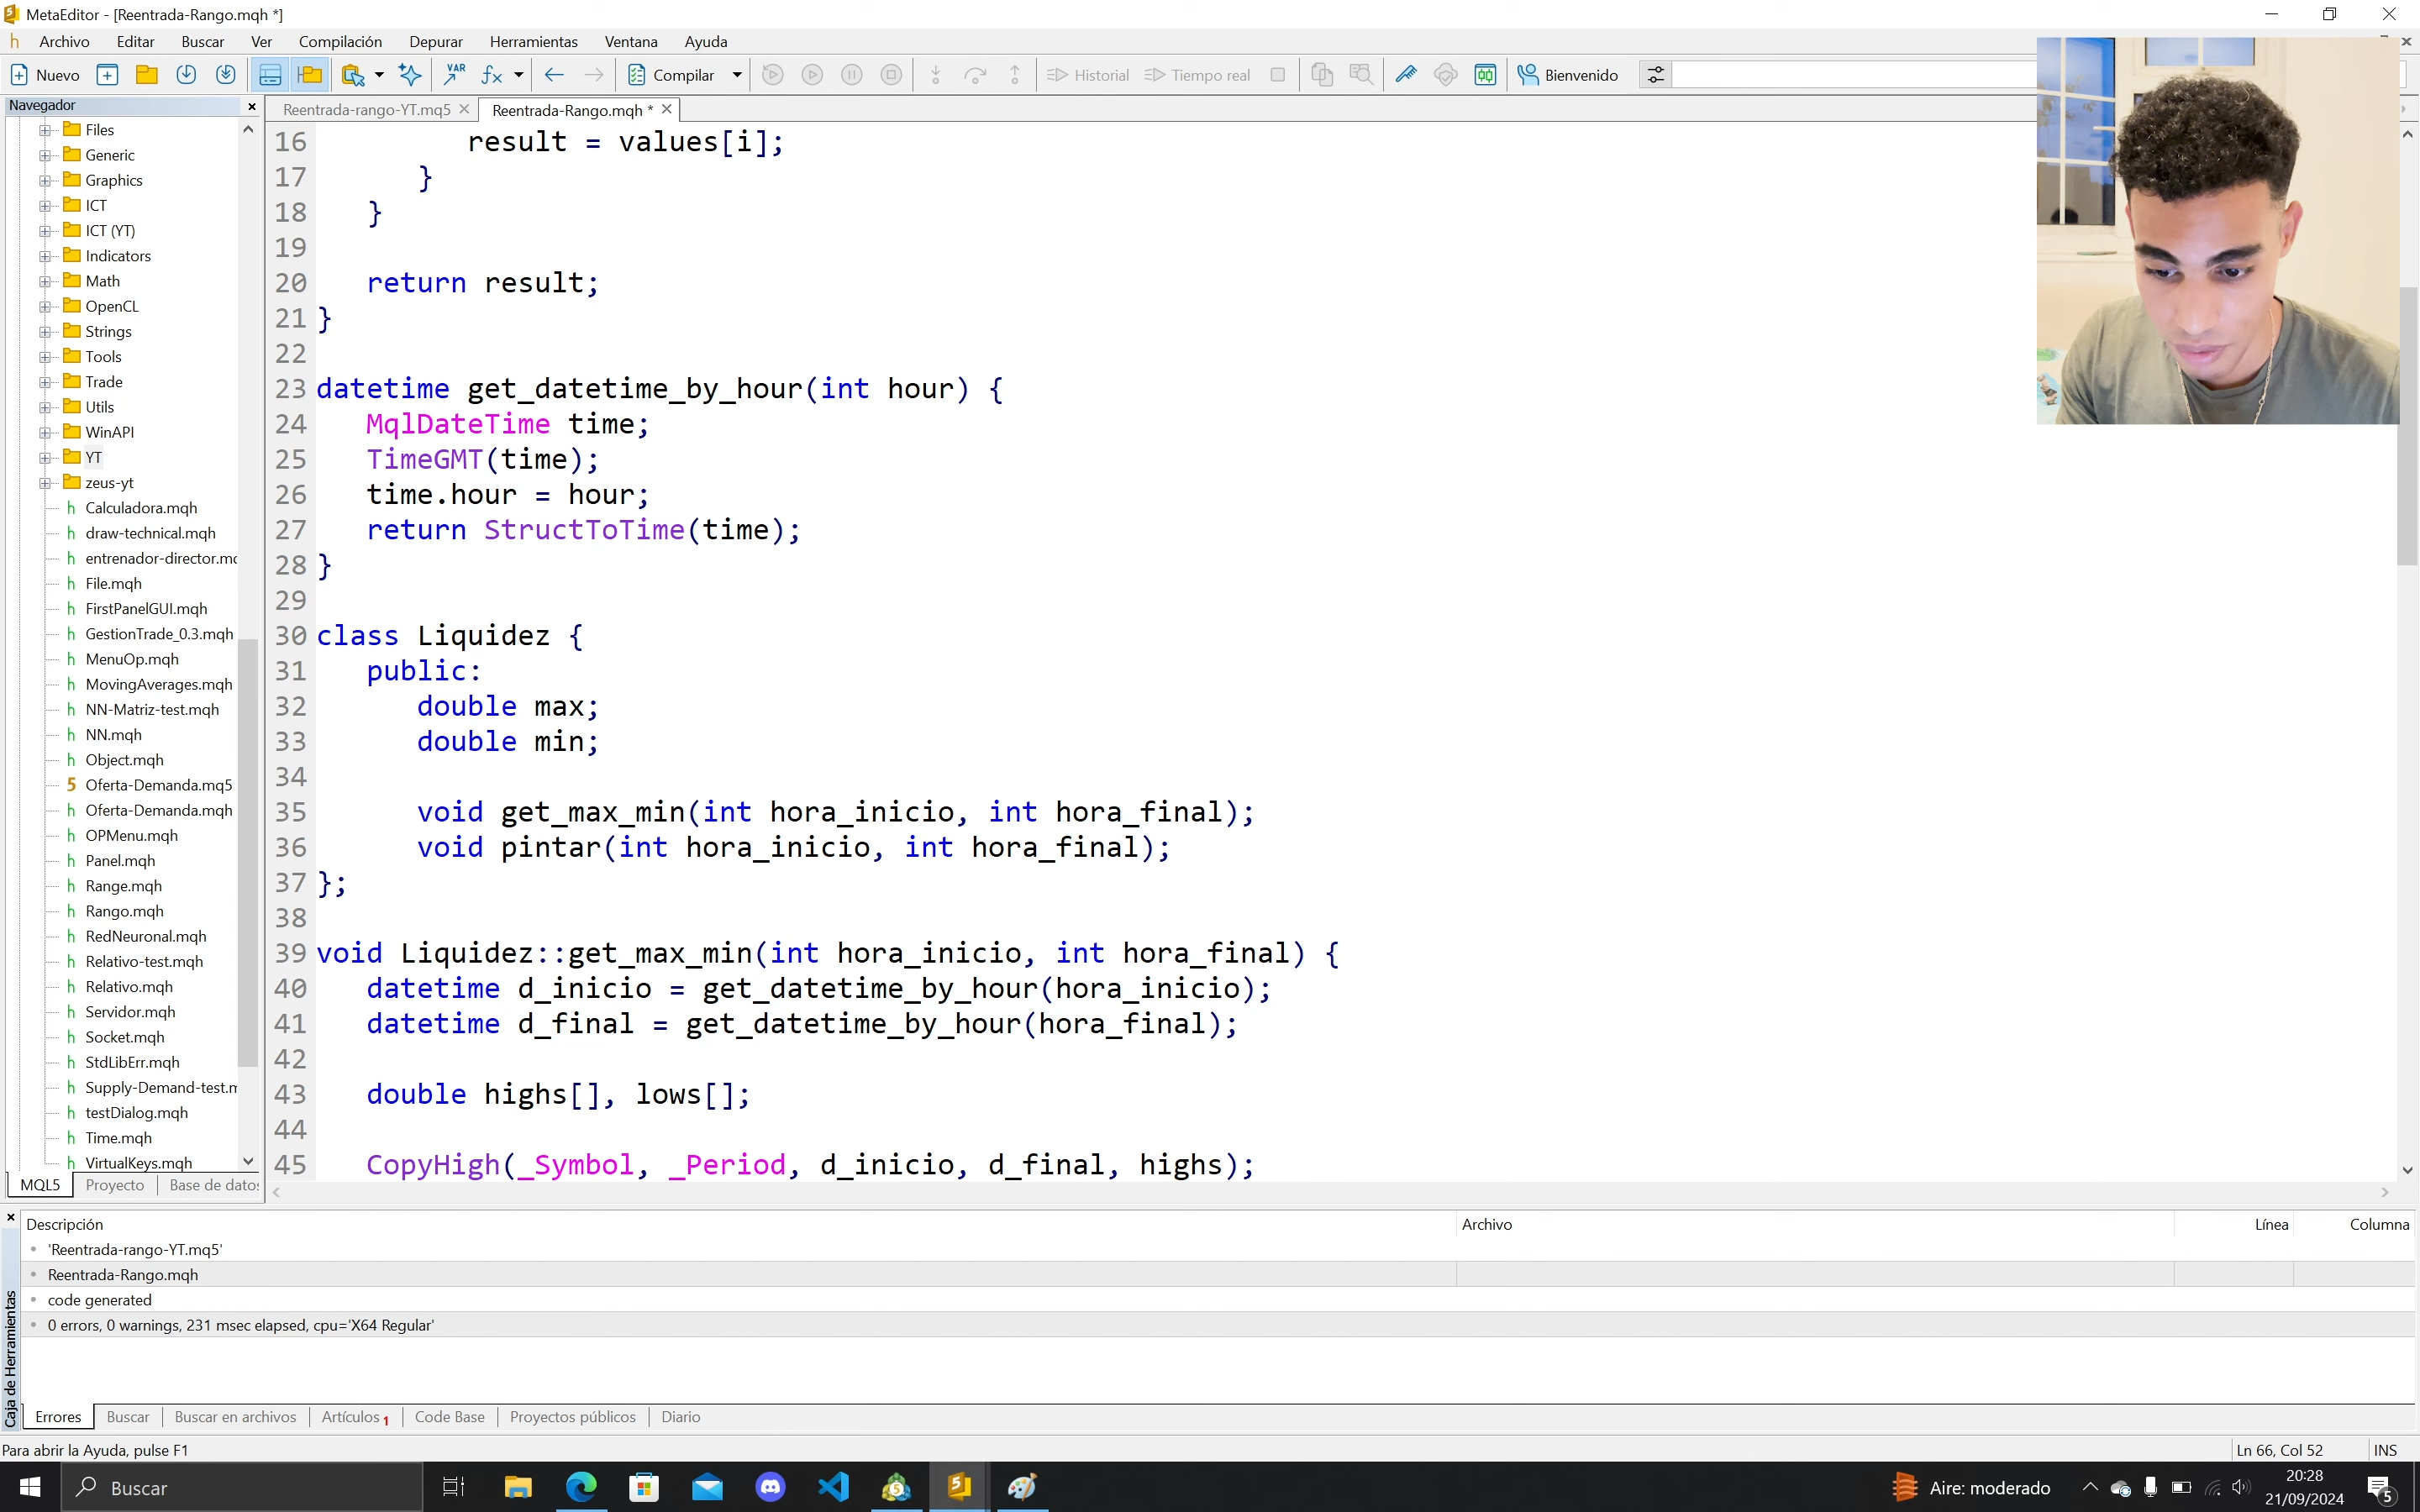 MetaEditor - [Reentrada-Rango.mqh *]
h Archivo Editar Buscar Ver Compilación Depurar Herramientas Ventana Ayuda
Nuevo VAR fx Compilar Historial Tiempo real Bienvenido
Navegador
Reentrada-rango-YT.mq5 Reentrada-Rango.mqh *
Files
Generic
Graphics
ICT
ICT (YT)
Indicators
Math
OpenCL
Strings
Tools
Trade
Utils
WinAPI
YT
zeus-yt
h Calculadora.mqh
h draw-technical.mqh
h entrenador-director.mq
h File.mqh
h FirstPanelGUI.mqh
h GestionTrade_0.3.mqh
h MenuOp.mqh
h MovingAverages.mqh
h NN-Matriz-test.mqh
h NN.mqh
h Object.mqh
5 Oferta-Demanda.mq5
h Oferta-Demanda.mqh
h OPMenu.mqh
h Panel.mqh
h Range.mqh
h Rango.mqh
h RedNeuronal.mqh
h Relativo-test.mqh
h Relativo.mqh
h Servidor.mqh
h Socket.mqh
h StdLibErr.mqh
h Supply-Demand-test.m
h testDialog.mqh
h Time.mqh
h VirtualKeys.mqh
MQL5 Proyecto Base de datos
16 result = values[i];
17 }
18 }
19
20 return result;
21 }
22
23 datetime get_datetime_by_hour(int hour) {
24 MqlDateTime time;
25 TimeGMT(time);
26 time.hour = hour;
27 return StructToTime(time);
28 }
29
30 class Liquidez {
31 public:
32 double max;
33 double min;
34
35 void get_max_min(int hora_inicio, int hora_final);
36 void pintar(int hora_inicio, int hora_final);
37 };
38
39 void Liquidez::get_max_min(int hora_inicio, int hora_final) {
40 datetime d_inicio = get_datetime_by_hour(hora_inicio);
41 datetime d_final = get_datetime_by_hour(hora_final);
42
43 double highs[], lows[];
44
45 CopyHigh(_Symbol, _Period, d_inicio, d_final, highs);
Descripción Archivo Línea Columna
'Reentrada-rango-YT.mq5'
Reentrada-Rango.mqh
code generated
0 errors, 0 warnings, 231 msec elapsed, cpu='X64 Regular'
Caja de Herramientas
Errores Buscar Buscar en archivos Artículos 1 Code Base Proyectos públicos Diario
Para abrir la Ayuda, pulse F1 Ln 66, Col 52 INS
Buscar Aire: moderado 20:28
21/09/2024 5